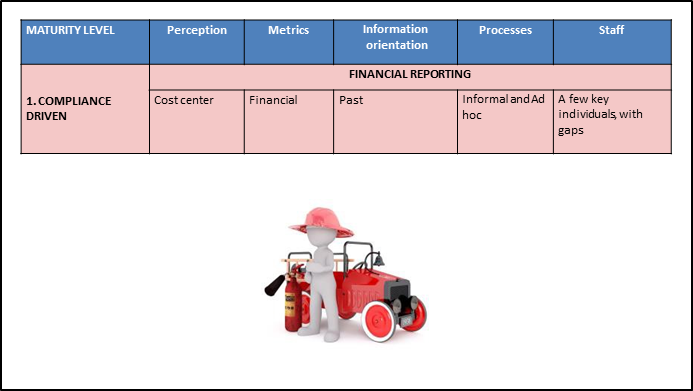 MATURITY LEVEL
Perception
Metrics
Information
orientation
Processes
Staff
FINANCIAL REPORTING
1. COMPLIANCE
DRIVEN
Cost center
Financial
Past
Informal and Ad
hoc
A few key
individuals, with
gaps